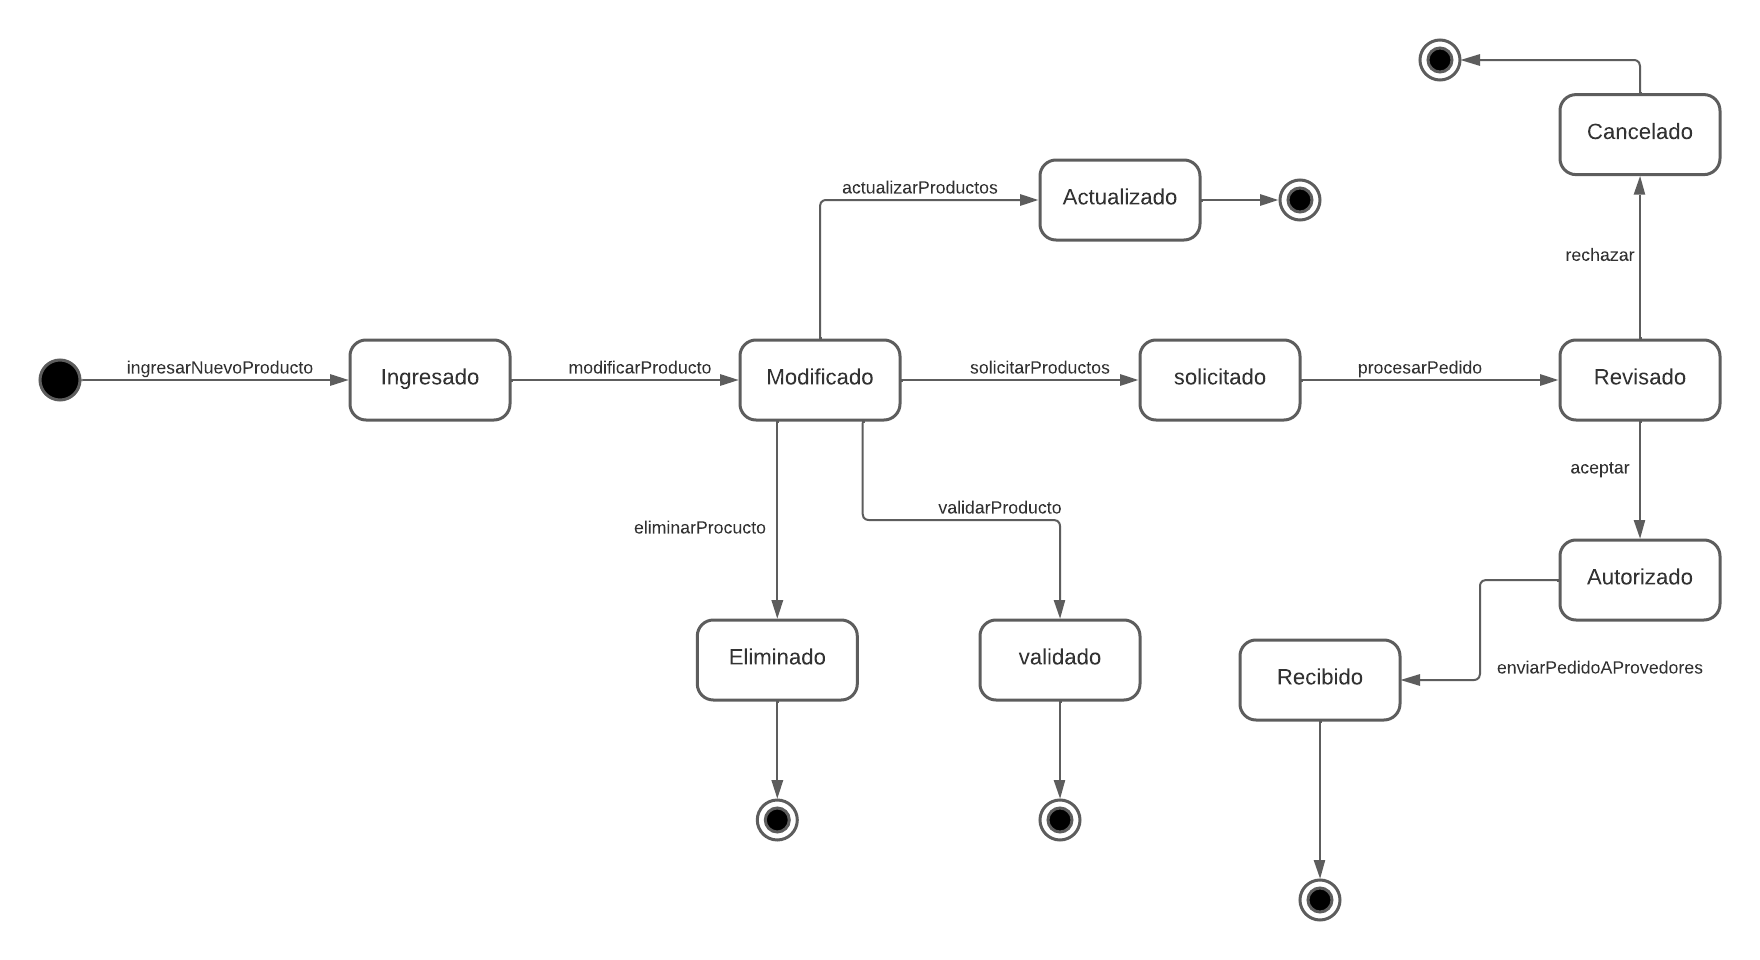 Cancelado
actualizarProductos
Actualizado
rechazar
ingresarNuevoProducto
Ingresado
modificarProducto
Modificado
solicitarProductos
solicitado
procesarPedido
Revisado
aceptar
validarProducto
eliminarProcucto
Autorizado
Eliminado
validado
Recibido
enviarPedidoAProvedores